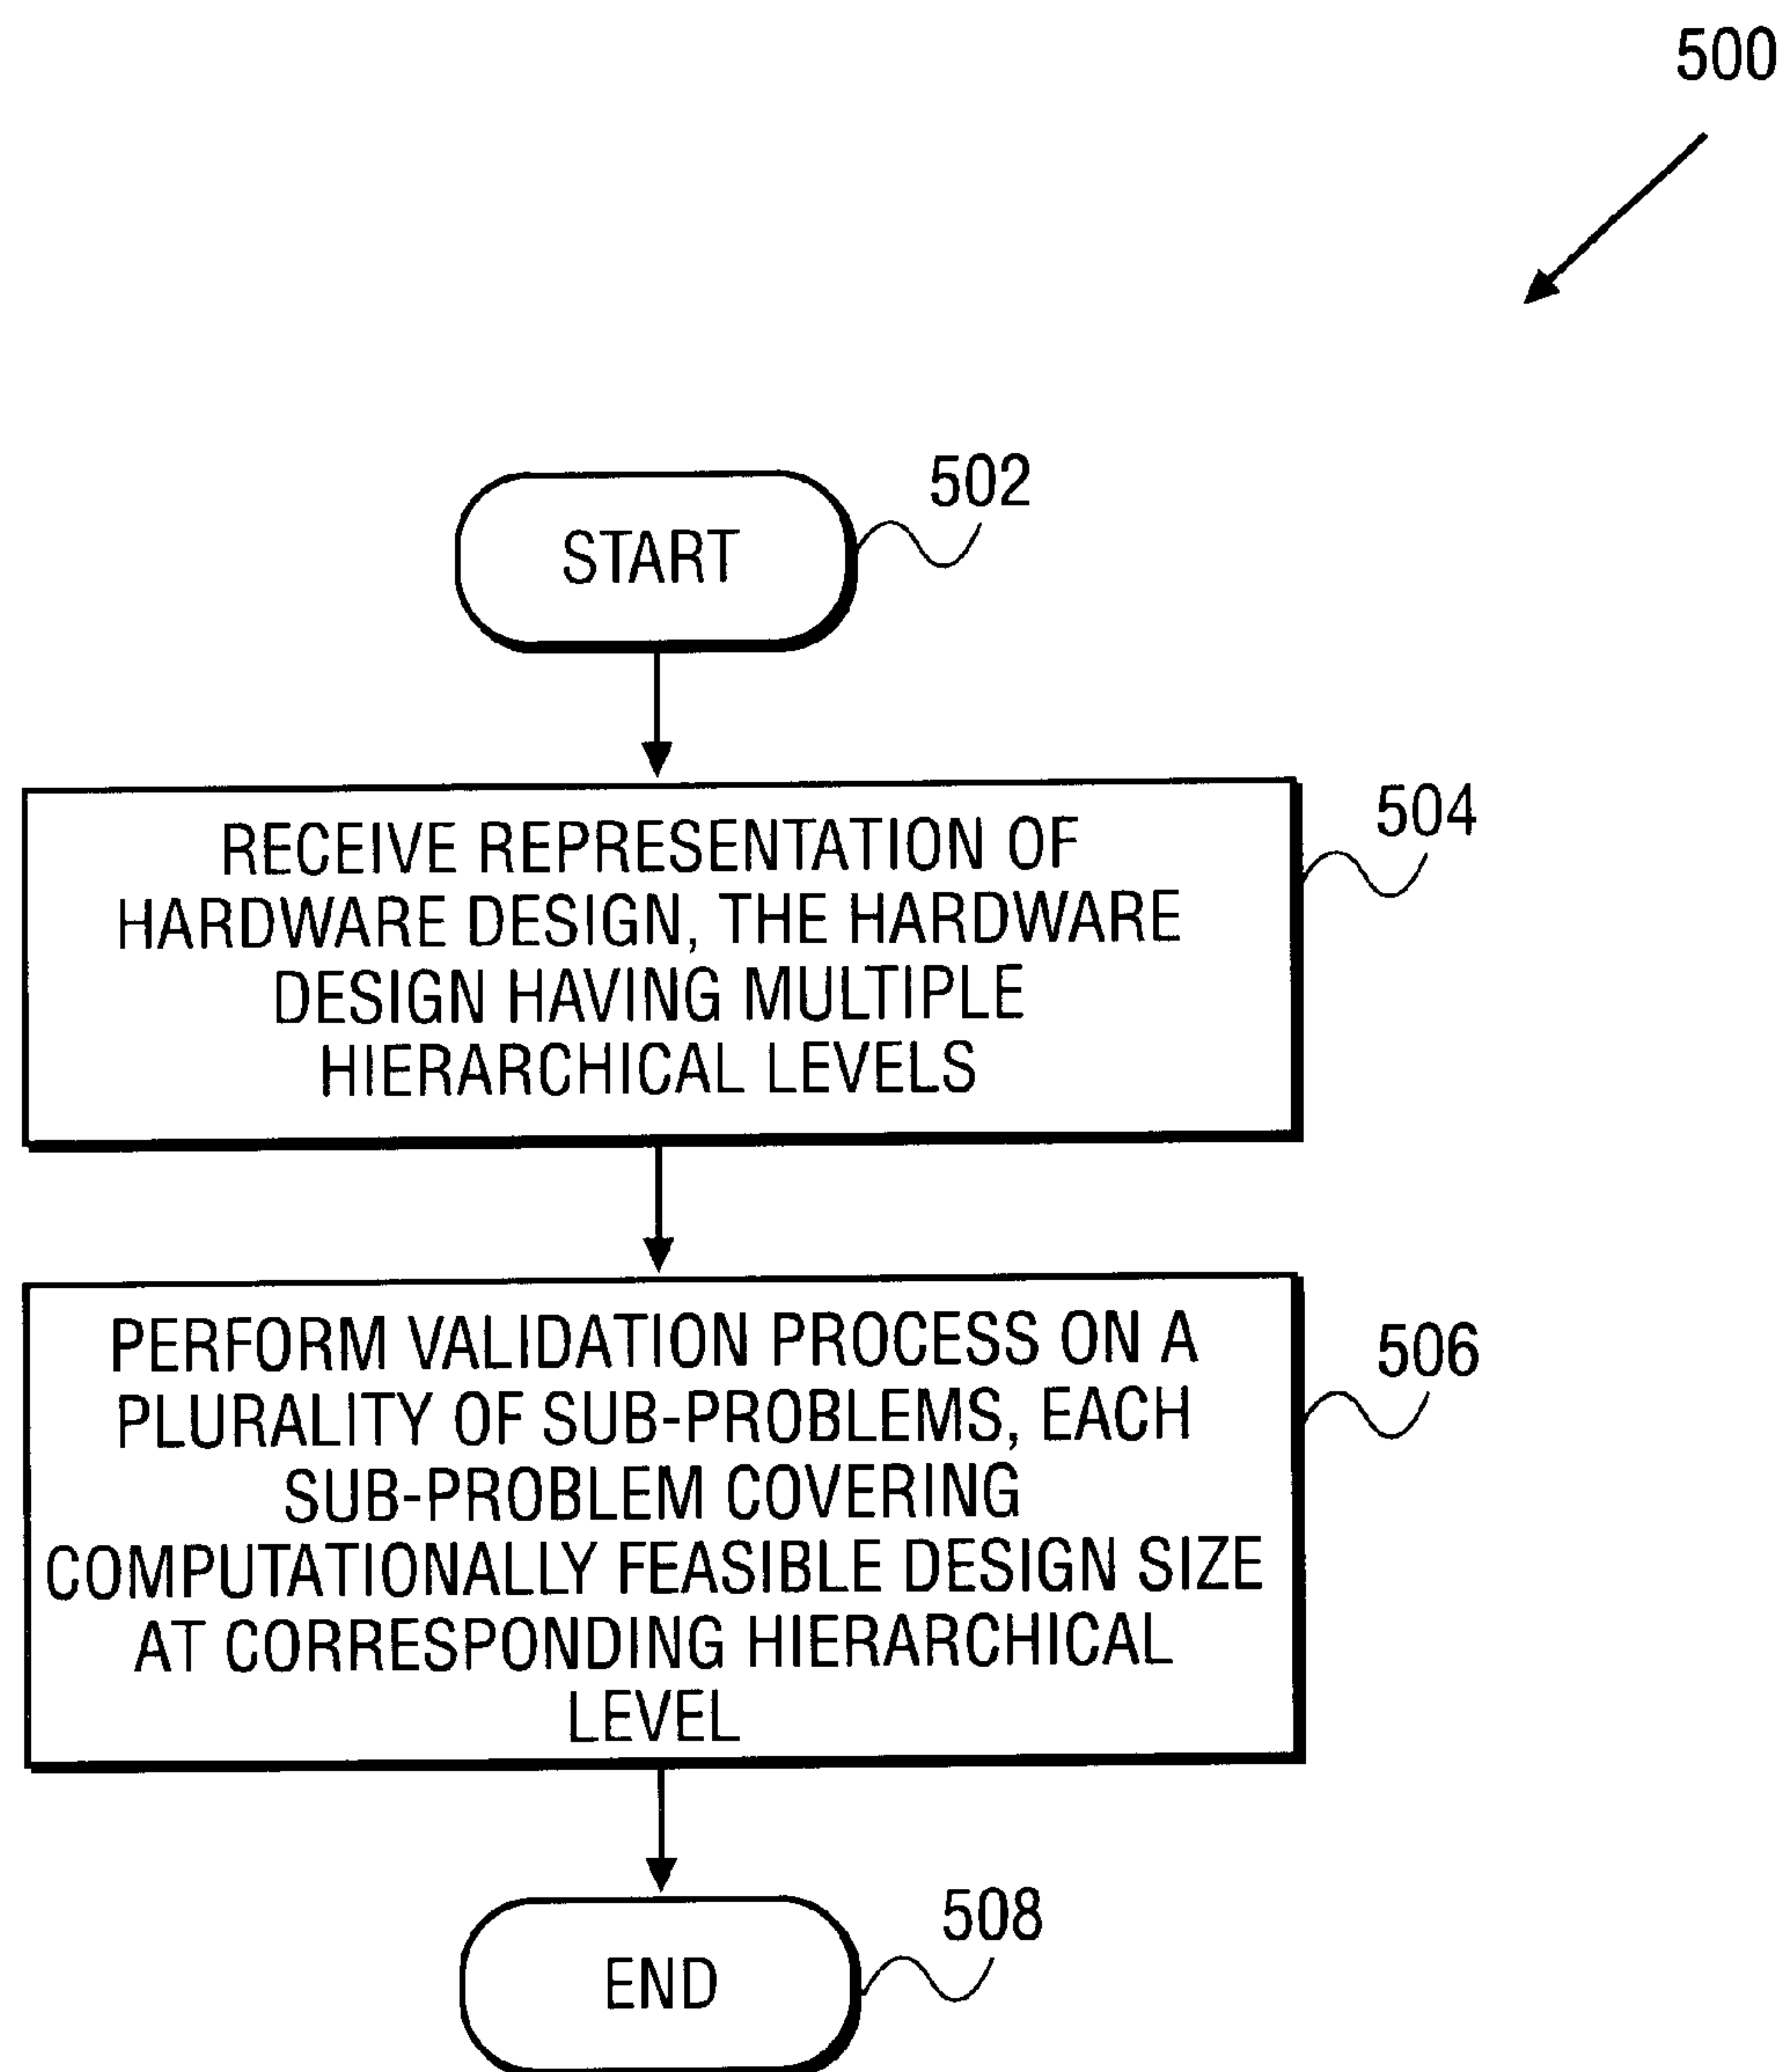 500
START
502
RECEIVE REPRESENTATION OF
HARDWARE DESIGN, THE HARDWARE
DESIGN HAVING MULTIPLE
HIERARCHICAL LEVELS
504
PERFORM VALIDATION PROCESS ON A
PLURALITY OF SUB-PROBLEMS, EACH
SUB-PROBLEM COVERING
COMPUTATIONALLY FEASIBLE DESIGN SIZE
AT CORRESPONDING HIERARCHICAL
LEVEL
506
END
508